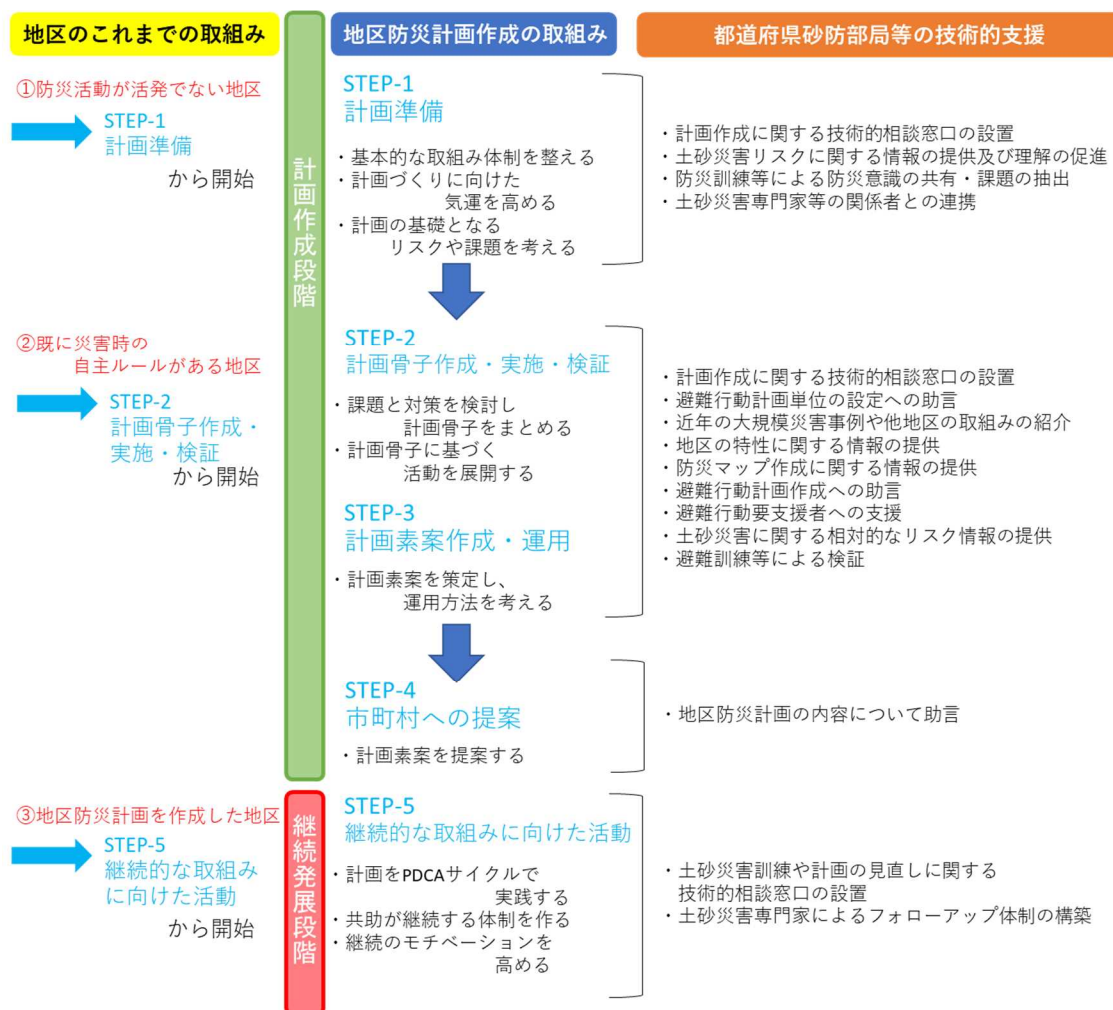 地区のこれまでの取組み
地区防災計画作成の取組み
都道府県砂防部局等の技術的支援
①防災活動が活発でない地区
STEP-1
計画準備
から開始
②既に災害時の
自主ルールがある地区
STEP-2
計画骨子作成・
実施・検証
から開始
③地区防災計画を作成した地区
STEP-5
継続的な取組み
に向けた活動
から開始
計画作成段階
継続発展段階
STEP-1
計画準備
・基本的な取組み体制を整える
・計画づくりに向けた
気運を高める
・計画の基礎となる
リスクや課題を考える
STEP-2
計画骨子作成・実施・検証
・課題と対策を検討し
計画骨子をまとめる
・計画骨子に基づく
活動を展開する
STEP-3
計画素案作成・運用
・計画素案を策定し、
運用方法を考える
STEP-4
市町村への提案
・計画素案を提案する
STEP-5
継続的な取組みに向けた活動
・計画をPDCAサイクルで
実践する
・共助が継続する体制を作る
・継続のモチベーションを
高める
・計画作成に関する技術的相談窓口の設置
・土砂災害リスクに関する情報の提供及び理解の促進
・防災訓練等による防災意識の共有・課題の抽出
・土砂災害専門家等の関係者との連携
・計画作成に関する技術的相談窓口の設置
・避難行動計画単位の設定への助言
・近年の大規模災害事例や他地区の取組みの紹介
・地区の特性に関する情報の提供
・防災マップ作成に関する情報の提供
・避難行動計画作成への助言
・避難行動要支援者への支援
・土砂災害に関する相対的なリスク情報の提供
・避難訓練等による検証
・地区防災計画の内容について助言
・土砂災害訓練や計画の見直しに関する
技術的相談窓口の設置
・土砂災害専門家によるフォローアップ体制の構築